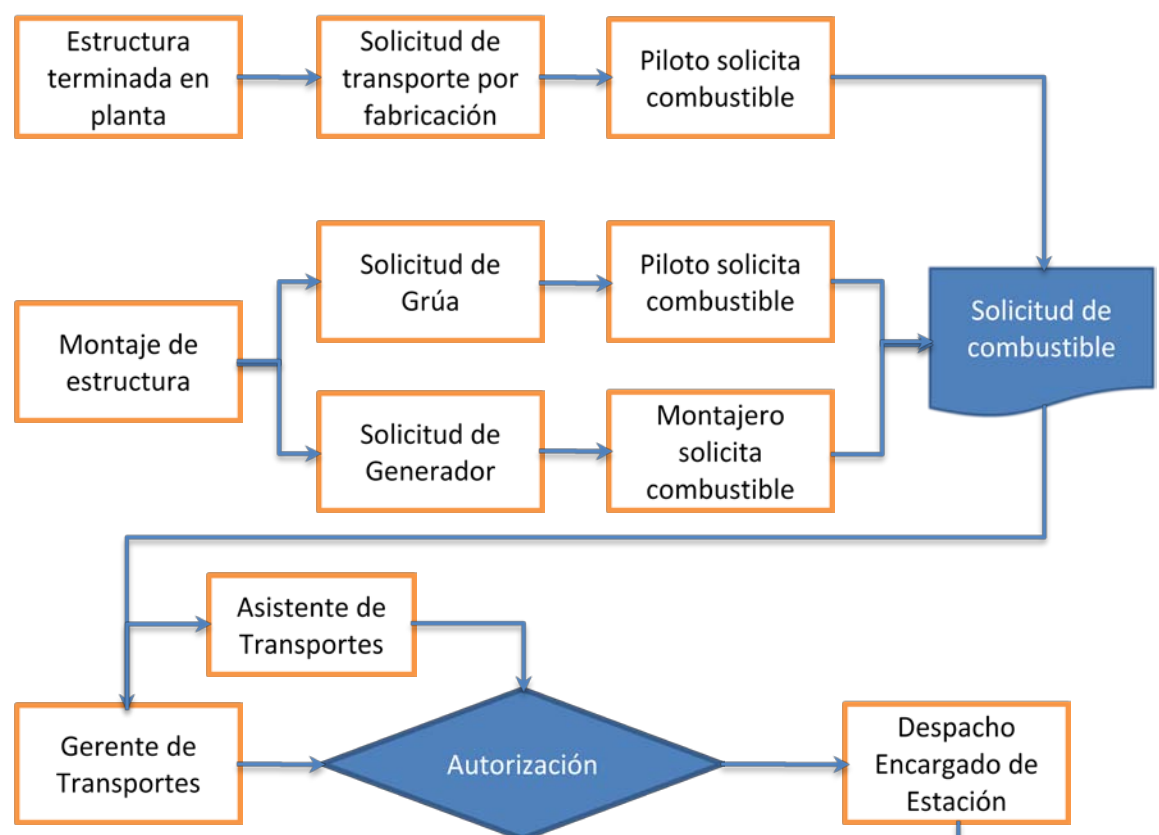 Estructura
terminada en
planta
Solicitud de
transporte por
fabricación
Piloto solicita
combustible
Solicitud de
Grúa
Piloto solicita
combustible
Montaje de
estructura
Solicitud de
combustible
Solicitud de
Generador
Montajero
solicita
combustible
Asistente de
Transportes
Gerente de
Transportes
Autorización
Despacho
Encargado de
Estación